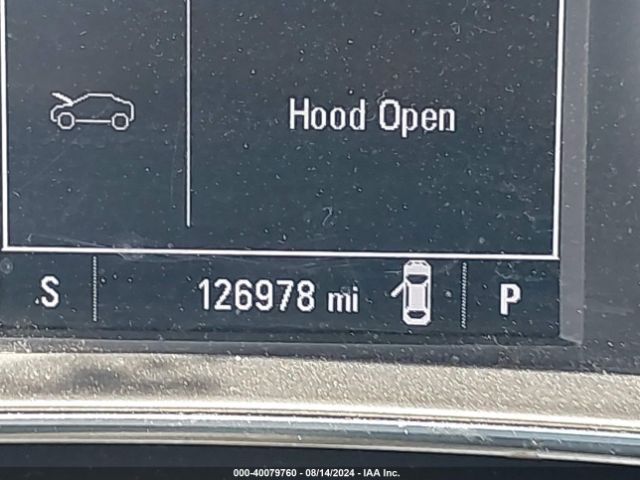 Hood Open
S 126978 mi P
000-40079760 - 08/14/2024 - IAA Inc.